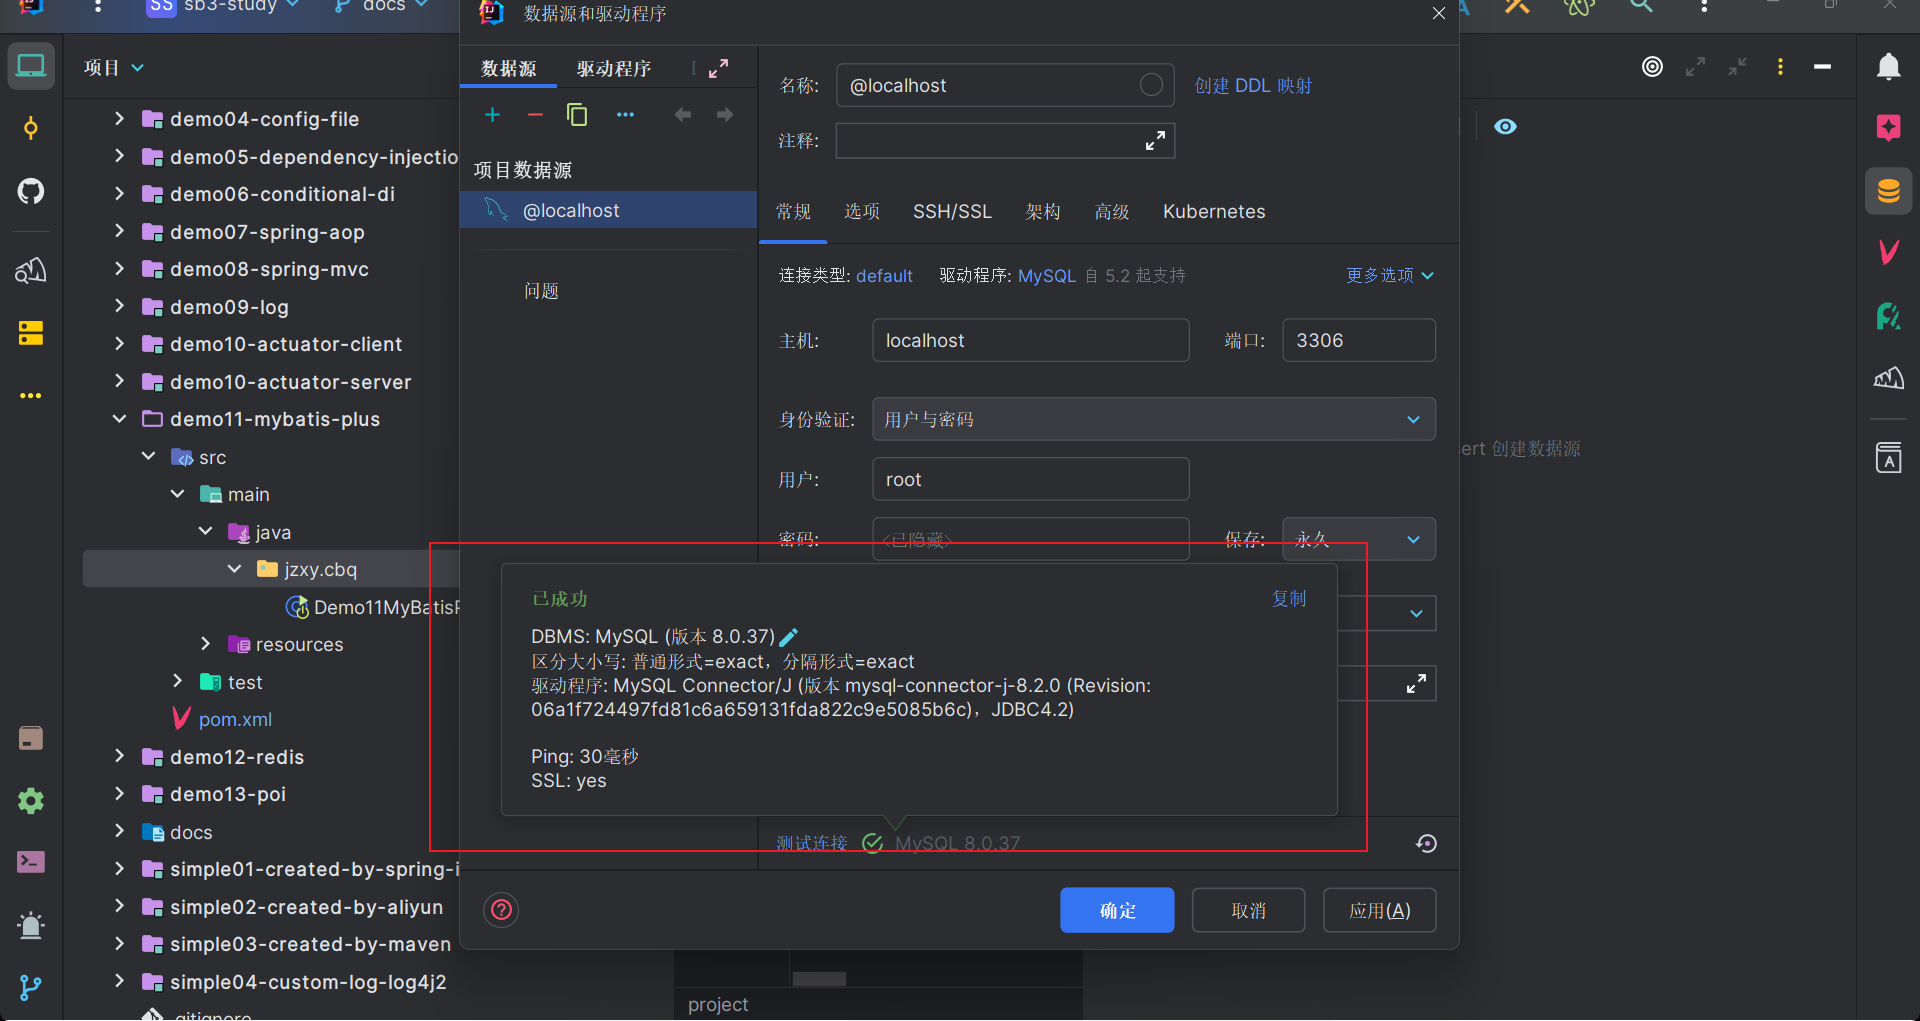 SS sb3-study docs
项目
demo04-config-file
demo05-dependency-injectio
demo06-conditional-di
demo07-spring-aop
demo08-spring-mvc
demo09-log
demo10-actuator-client
demo10-actuator-server
demo11-mybatis-plus
src
main
java
jzxy.cbq
Demo11MyBatisP
resources
test
pom.xml
demo12-redis
demo13-poi
docs
simple01-created-by-spring-i
simple02-created-by-aliyun
simple03-created-by-maven
simple04-custom-log-log4j2
.gitignore
数据源和驱动程序
数据源 驱动程序
项目数据源
@localhost
问题
名称: @localhost 创建 DDL 映射
注释:
常规 选项 SSH/SSL 架构 高级 Kubernetes
连接类型: default 驱动程序: MySQL 自 5.2 起支持 更多选项
主机: localhost 端口: 3306
身份验证: 用户与密码
用户: root
密码: <已隐藏> 保存: 永久
已成功 复制
DBMS: MySQL (版本 8.0.37)
区分大小写: 普通形式=exact，分隔形式=exact
驱动程序: MySQL Connector/J (版本 mysql-connector-j-8.2.0 (Revision:
06a1f724497fd81c6a659131fda822c9e5085b6c)，JDBC4.2)
Ping: 30毫秒
SSL: yes
测试连接 MySQL 8.0.37
确定 取消 应用(A)
ert 创建数据源
project